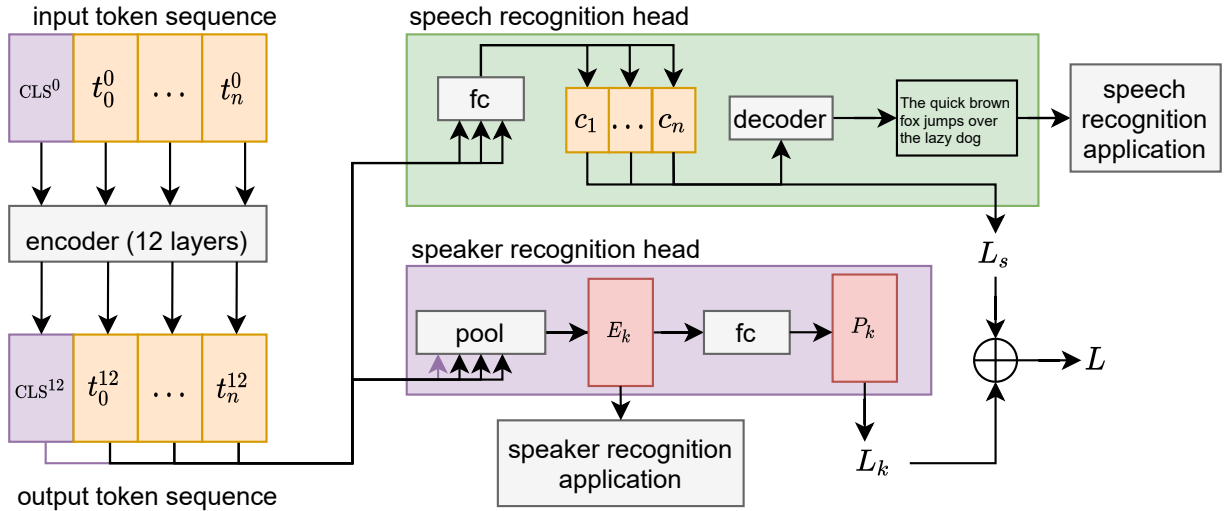 input token sequence
CLS⁰ t₀⁰ ... tₙ⁰
encoder (12 layers)
CLS¹² t₀¹² ... tₙ¹²
output token sequence
speech recognition head
fc
c₁ ... cₙ
decoder
The quick brown
fox jumps over
the lazy dog
speech
recognition
application
speaker recognition head
pool
Eₖ
fc
Pₖ
speaker recognition
application
Lₛ
Lₖ
L